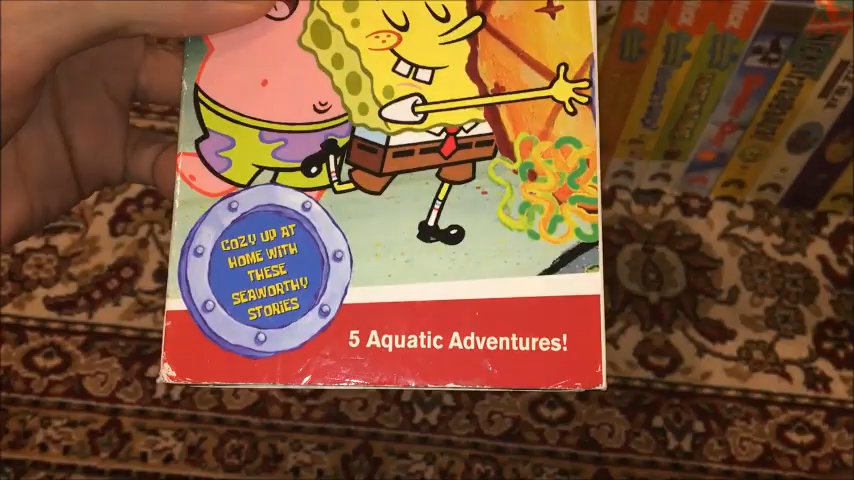 COZY UP AT
HOME WITH
THESE
SEAWORTHY
STORIES
5 Aquatic Adventures!